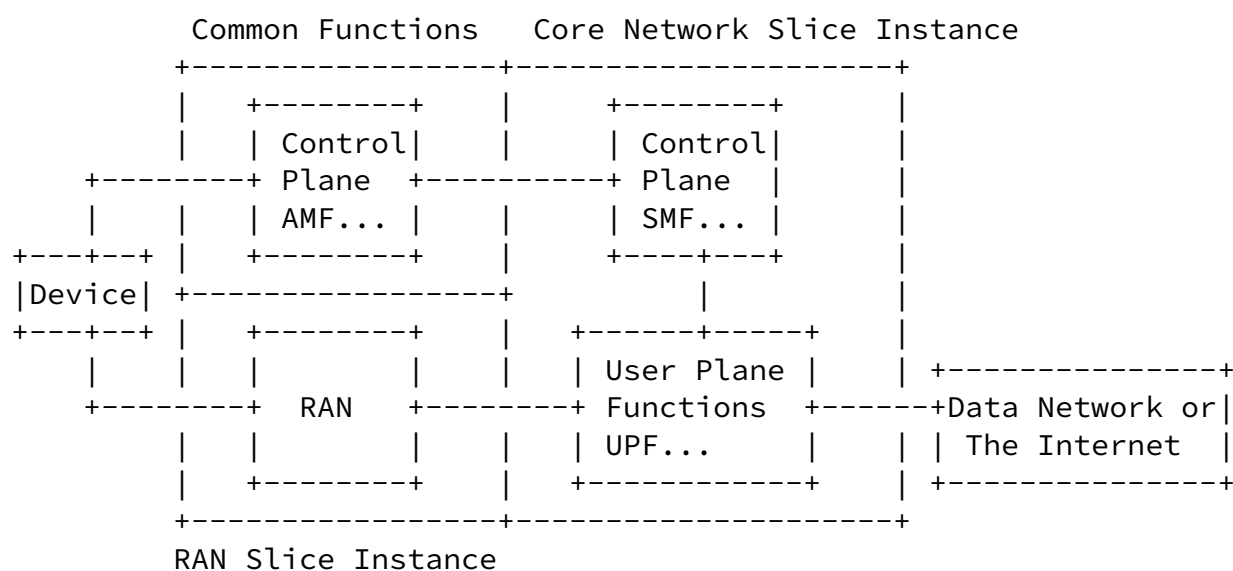 Common Functions Core Network Slice Instance
Control Control
Plane Plane
AMF... SMF...
Device
User Plane
RAN Functions Data Network or
UPF... The Internet
RAN Slice Instance